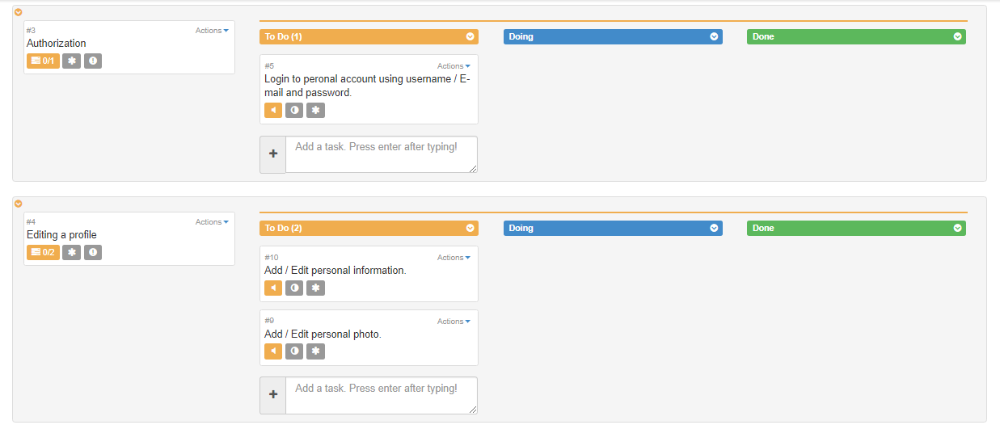 #3
Actions
Authorization
0/1
To Do (1)
Doing
Done
#5
Actions
Login to peronal account using username / E-
mail and password.
Add a task. Press enter after typing!
#4
Actions
Editing a profile
0/2
To Do (2)
Doing
Done
#10
Actions
Add / Edit personal information.
#9
Actions
Add / Edit personal photo.
Add a task. Press enter after typing!